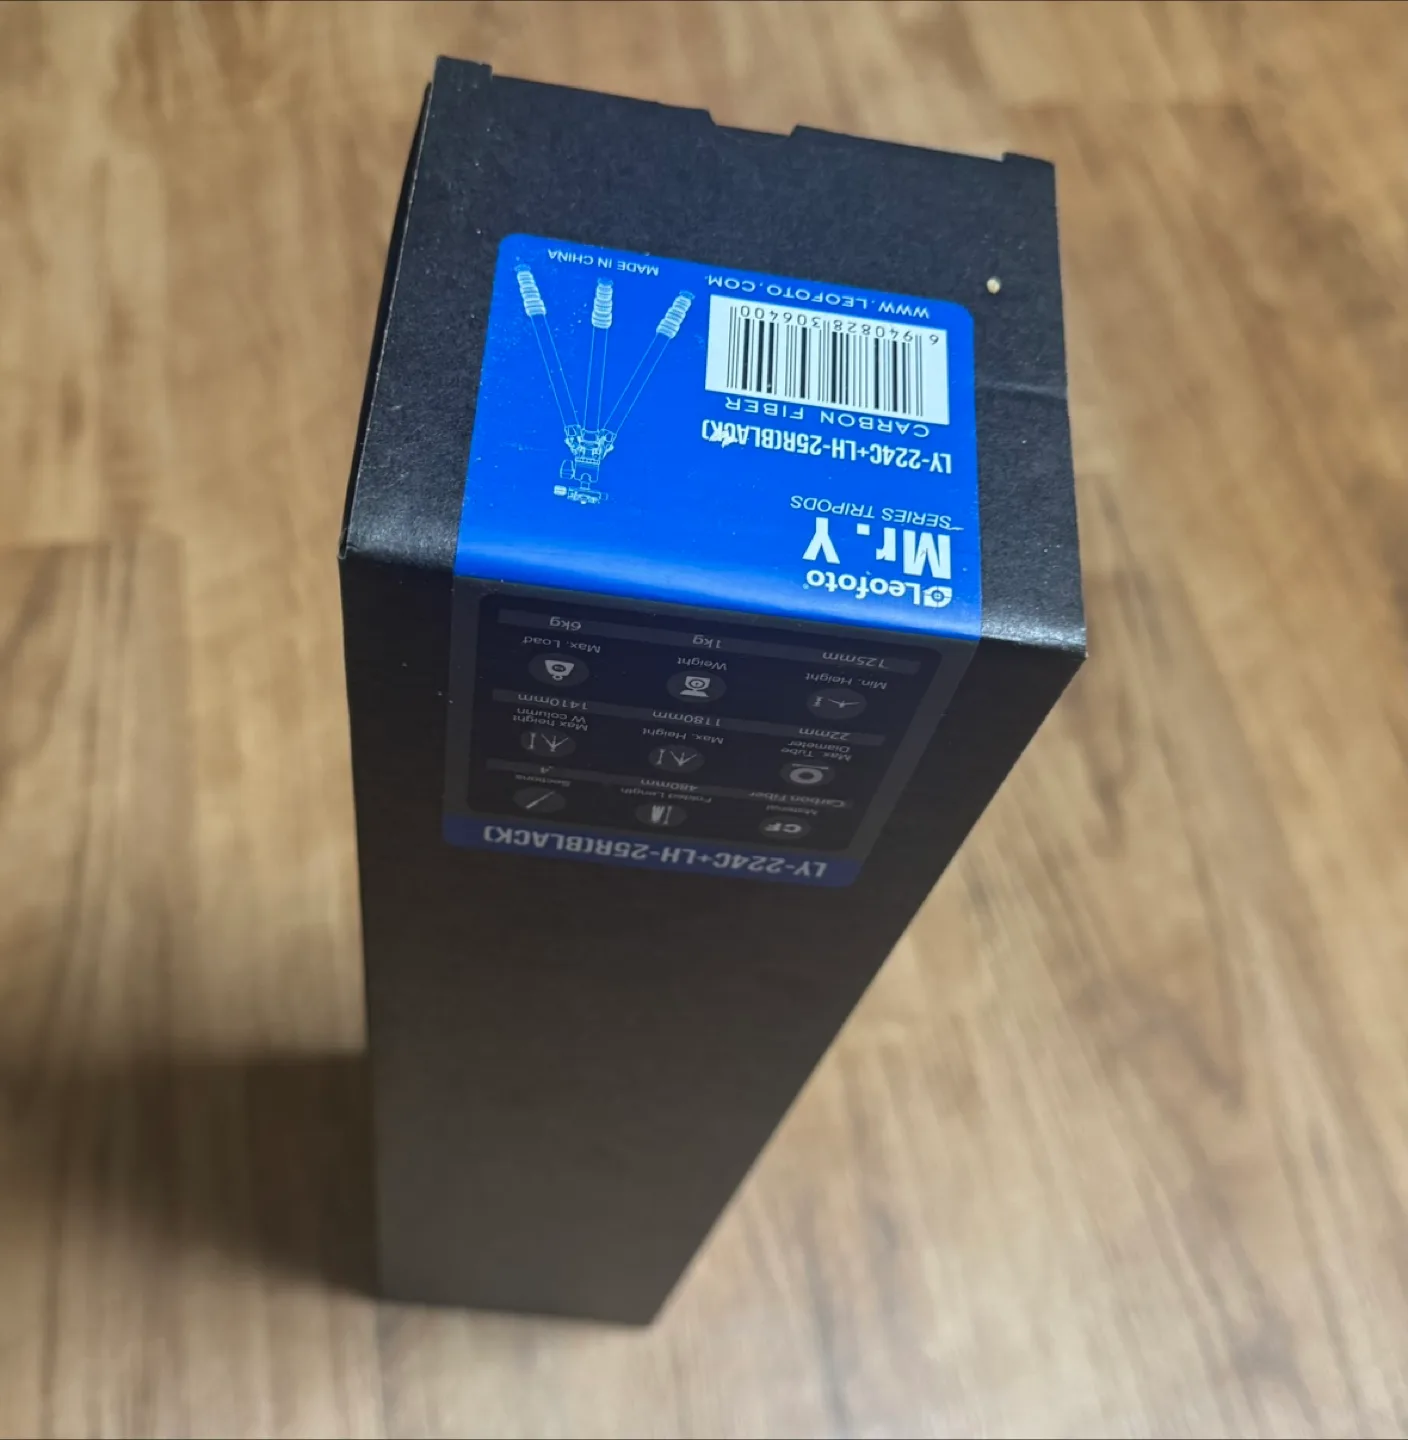 Leofoto
Mr.Y
SERIES TRIPODS
LY-224C+LH-25R(BLACK)
CARBON FIBER
6 940828 306400
WWW.LEOFOTO.COM
MADE IN CHINA
LY-224C+LH-25R(BLACK)
CF
Material
Carbon Fiber
Folded Length
480mm
Sections
4
Max. Tube
Diameter
22mm
Max. Height
1180mm
Max height
W column
1410mm
Min. Height
125mm
Weight
1kg
Max. Load
6kg